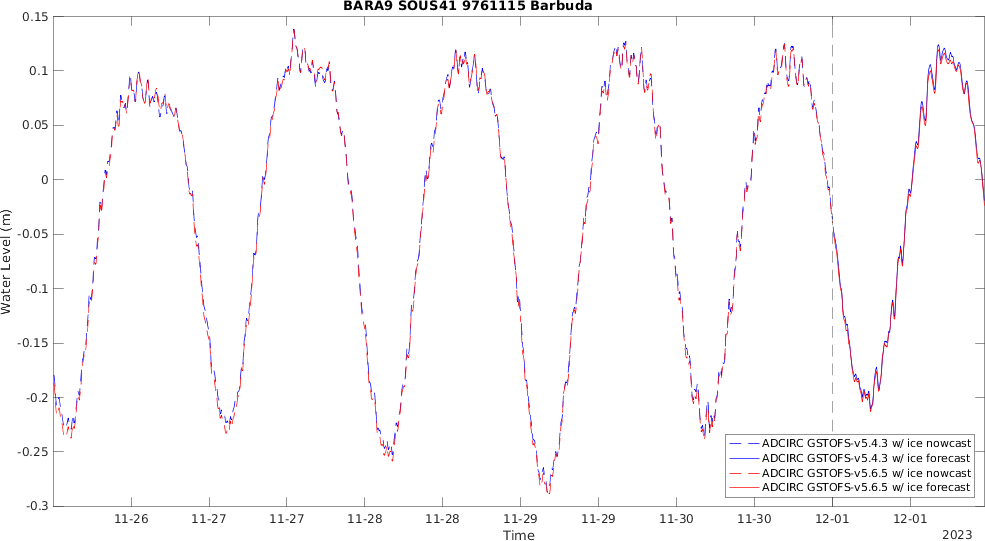 BARA9 SOUS41 9761115 Barbuda
0.15
0.1
0.05
0
-0.05
-0.1
-0.15
-0.2
-0.25
-0.3
Water Level (m)
ADCIRC GSTOFS-v5.4.3 w/ ice nowcast
ADCIRC GSTOFS-v5.4.3 w/ ice forecast
ADCIRC GSTOFS-v5.6.5 w/ ice nowcast
ADCIRC GSTOFS-v5.6.5 w/ ice forecast
11-26 11-27 11-27 11-28 11-28 11-29 11-29 11-30 11-30 12-01 12-01
Time
2023